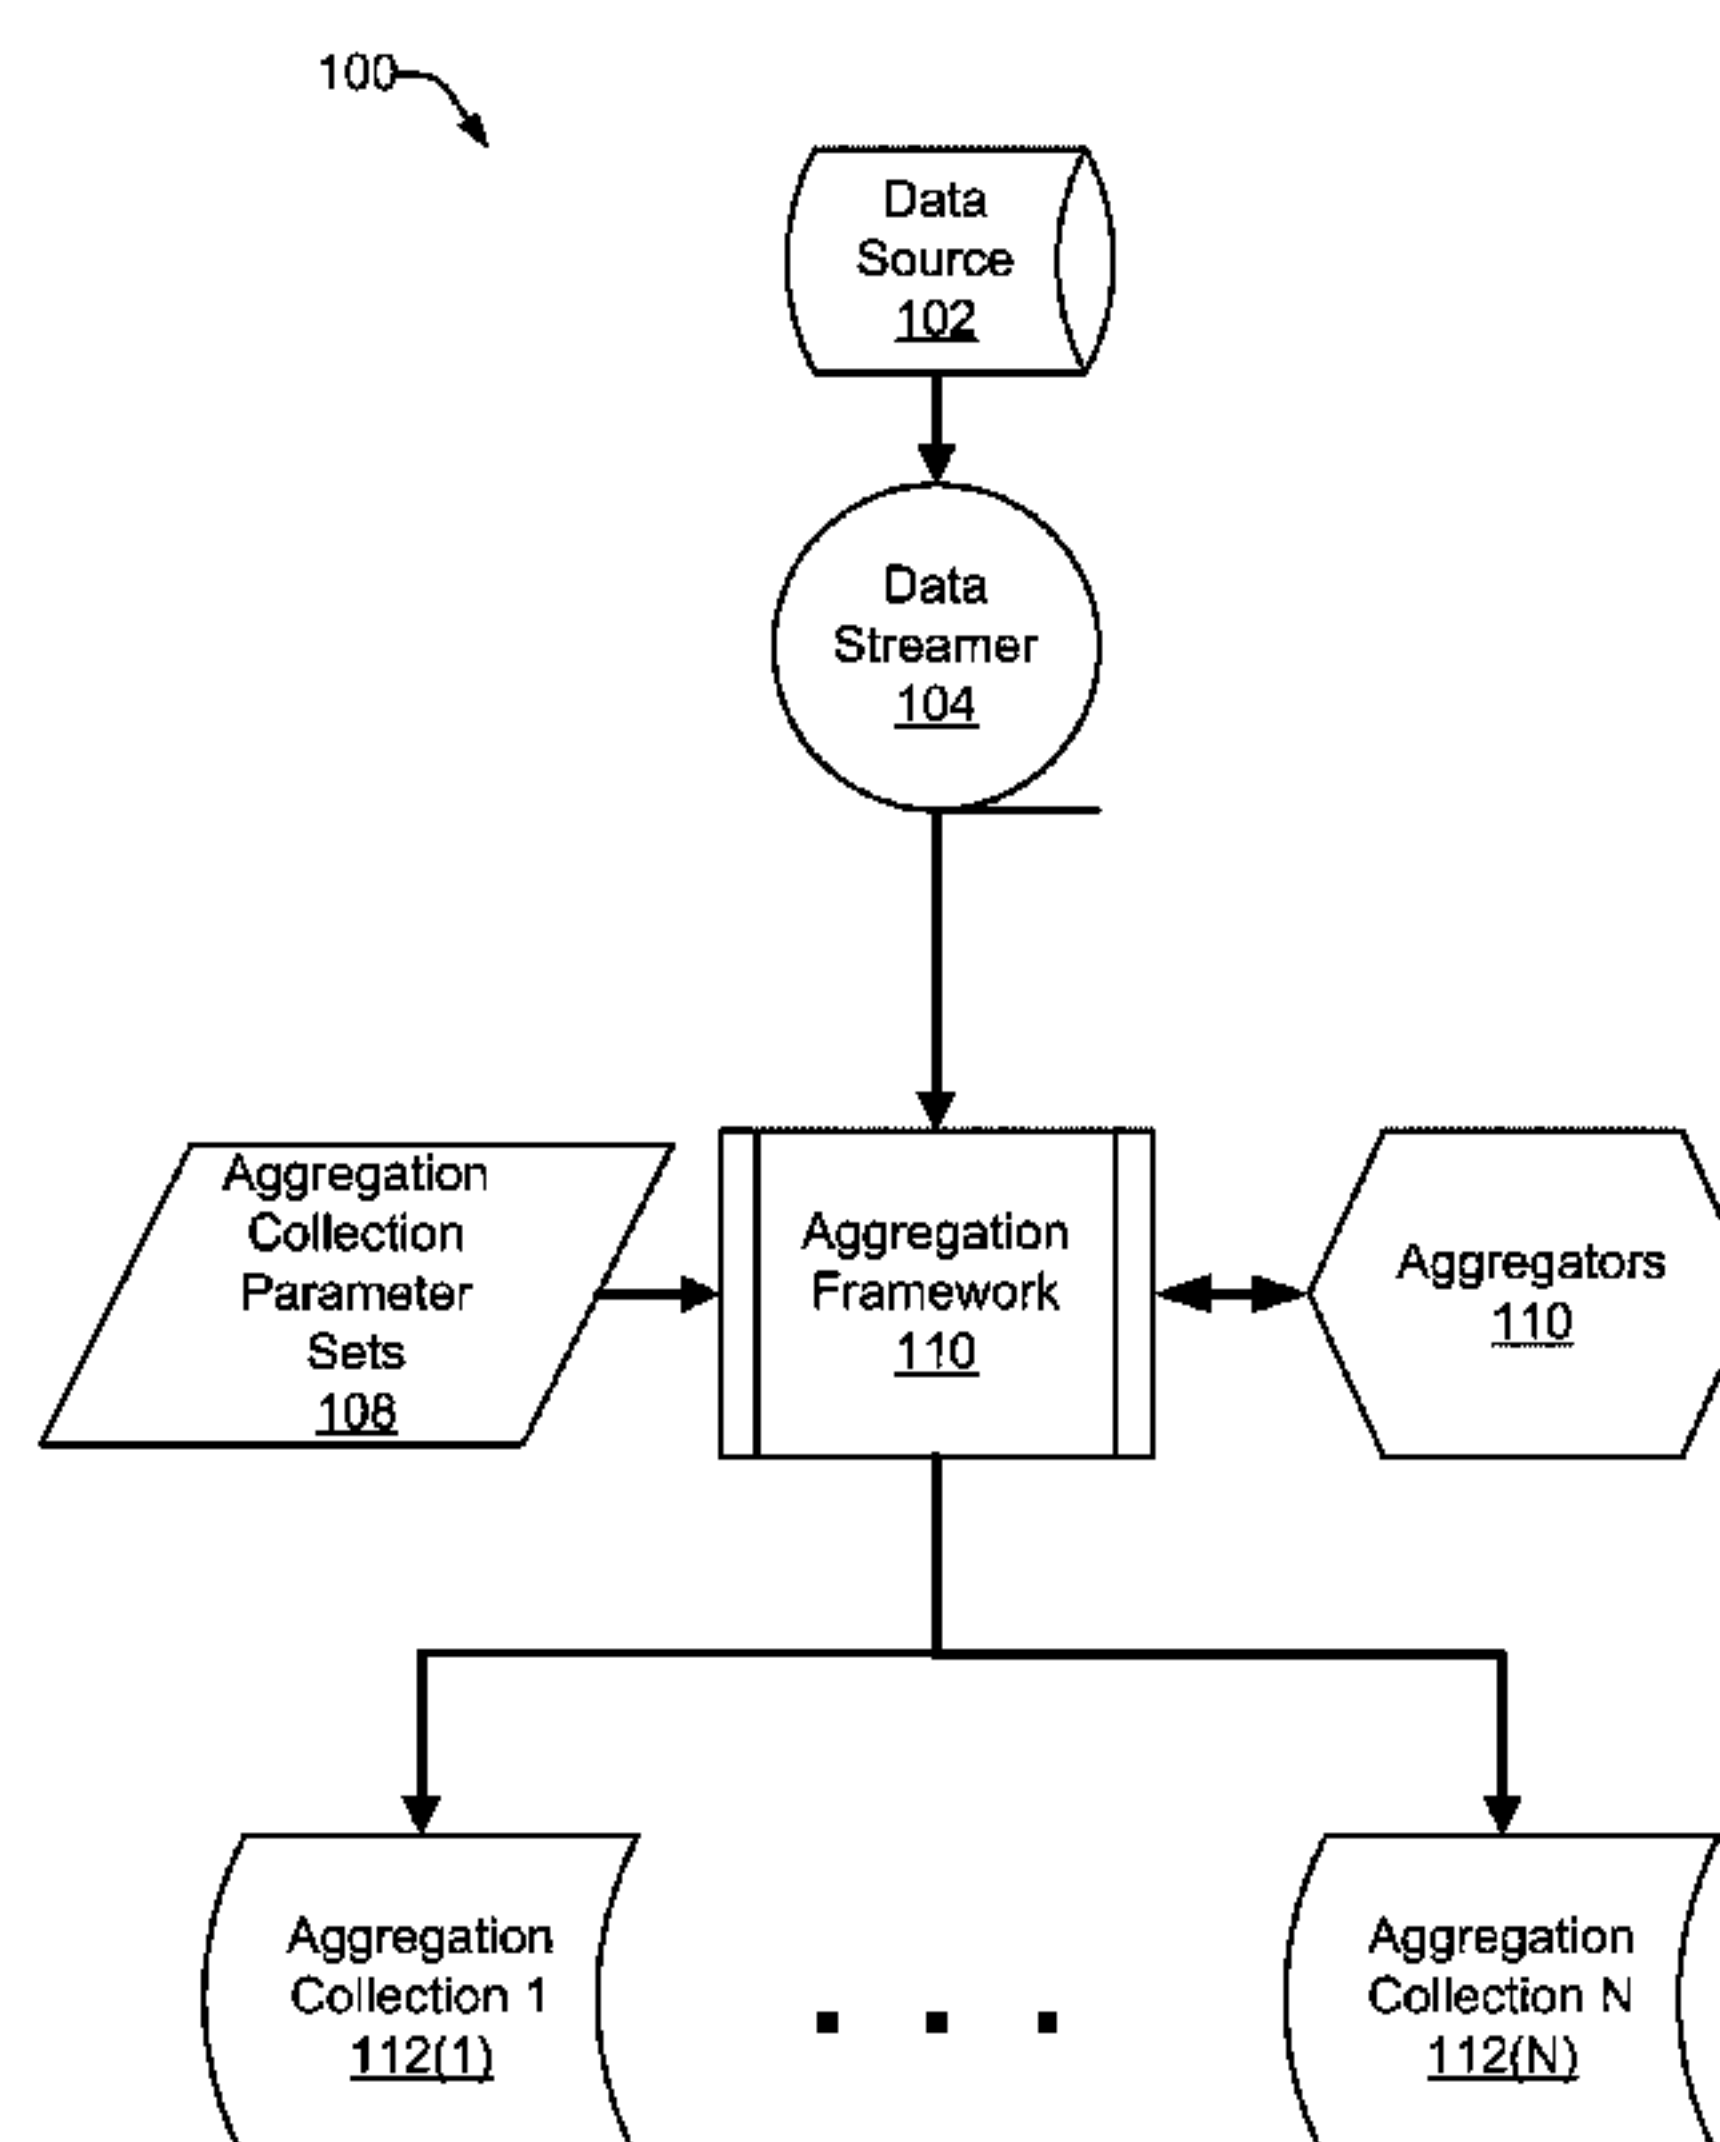 100
Data
Source
102
Data
Streamer
104
Aggregation
Collection
Parameter
Sets
108
Aggregation
Framework
110
Aggregators
110
Aggregation
Collection 1
112(1)
Aggregation
Collection N
112(N)